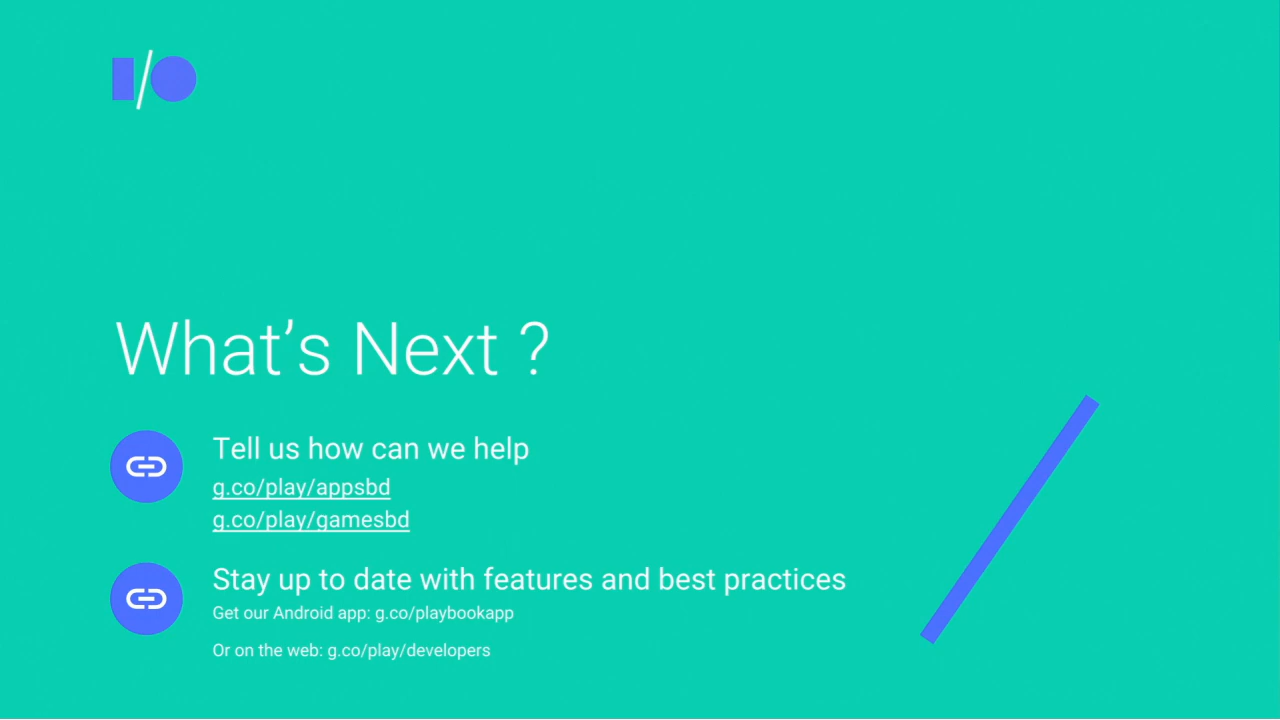 I/O
What's Next ?
Tell us how can we help
g.co/play/appsbd
g.co/play/gamesbd
Stay up to date with features and best practices
Get our Android app: g.co/playbookapp
Or on the web: g.co/play/developers